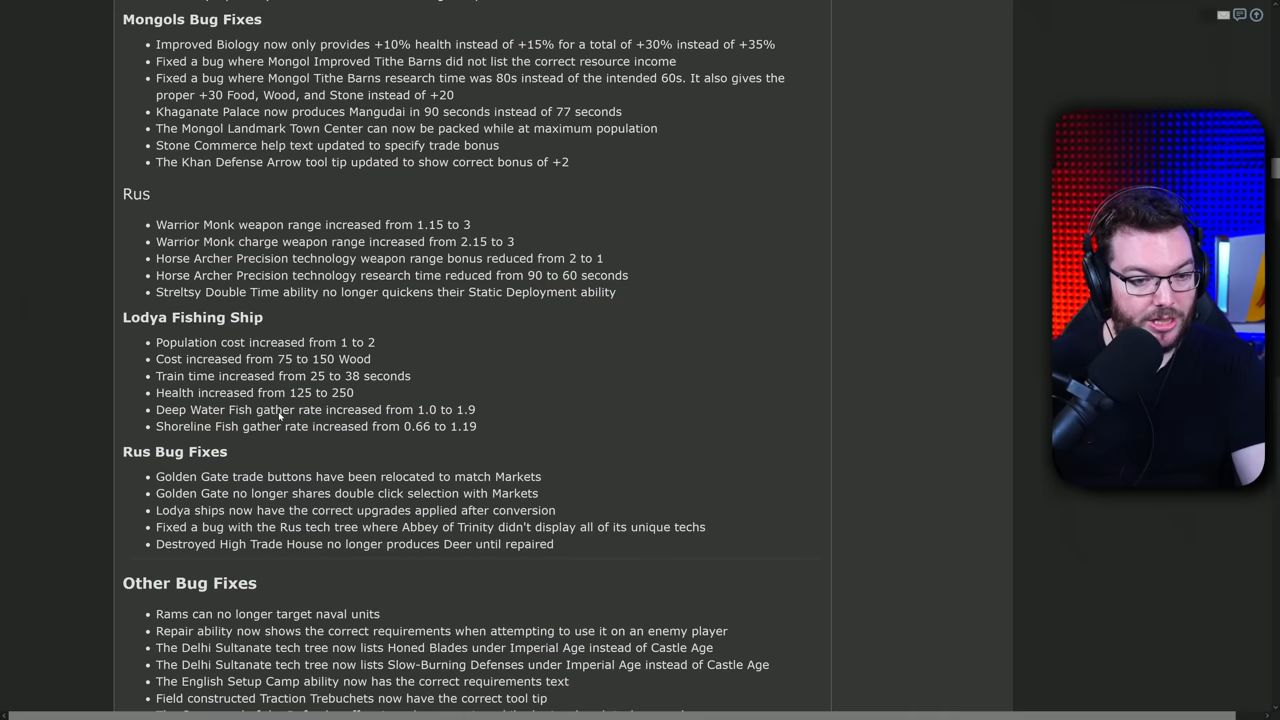 Mongols Bug Fixes
Improved Biology now only provides +10% health instead of +15% for a total of +30% instead of +35%
Fixed a bug where Mongol Improved Tithe Barns did not list the correct resource income
Fixed a bug where Mongol Tithe Barns research time was 80s instead of the intended 60s. It also gives the
proper +30 Food, Wood, and Stone instead of +20
Khaganate Palace now produces Mangudai in 90 seconds instead of 77 seconds
The Mongol Landmark Town Center can now be packed while at maximum population
Stone Commerce help text updated to specify trade bonus
The Khan Defense Arrow tool tip updated to show correct bonus of +2
Rus
Warrior Monk weapon range increased from 1.15 to 3
Warrior Monk charge weapon range increased from 2.15 to 3
Horse Archer Precision technology weapon range bonus reduced from 2 to 1
Horse Archer Precision technology research time reduced from 90 to 60 seconds
Streltsy Double Time ability no longer quickens their Static Deployment ability
Lodya Fishing Ship
Population cost increased from 1 to 2
Cost increased from 75 to 150 Wood
Train time increased from 25 to 38 seconds
Health increased from 125 to 250
Deep Water Fish gather rate increased from 1.0 to 1.9
Shoreline Fish gather rate increased from 0.66 to 1.19
Rus Bug Fixes
Golden Gate trade buttons have been relocated to match Markets
Golden Gate no longer shares double click selection with Markets
Lodya ships now have the correct upgrades applied after conversion
Fixed a bug with the Rus tech tree where Abbey of Trinity didn't display all of its unique techs
Destroyed High Trade House no longer produces Deer until repaired
Other Bug Fixes
Rams can no longer target naval units
Repair ability now shows the correct requirements when attempting to use it on an enemy player
The Delhi Sultanate tech tree now lists Honed Blades under Imperial Age instead of Castle Age
The Delhi Sultanate tech tree now lists Slow-Burning Defenses under Imperial Age instead of Castle Age
The English Setup Camp ability now has the correct requirements text
Field constructed Traction Trebuchets now have the correct tool tip